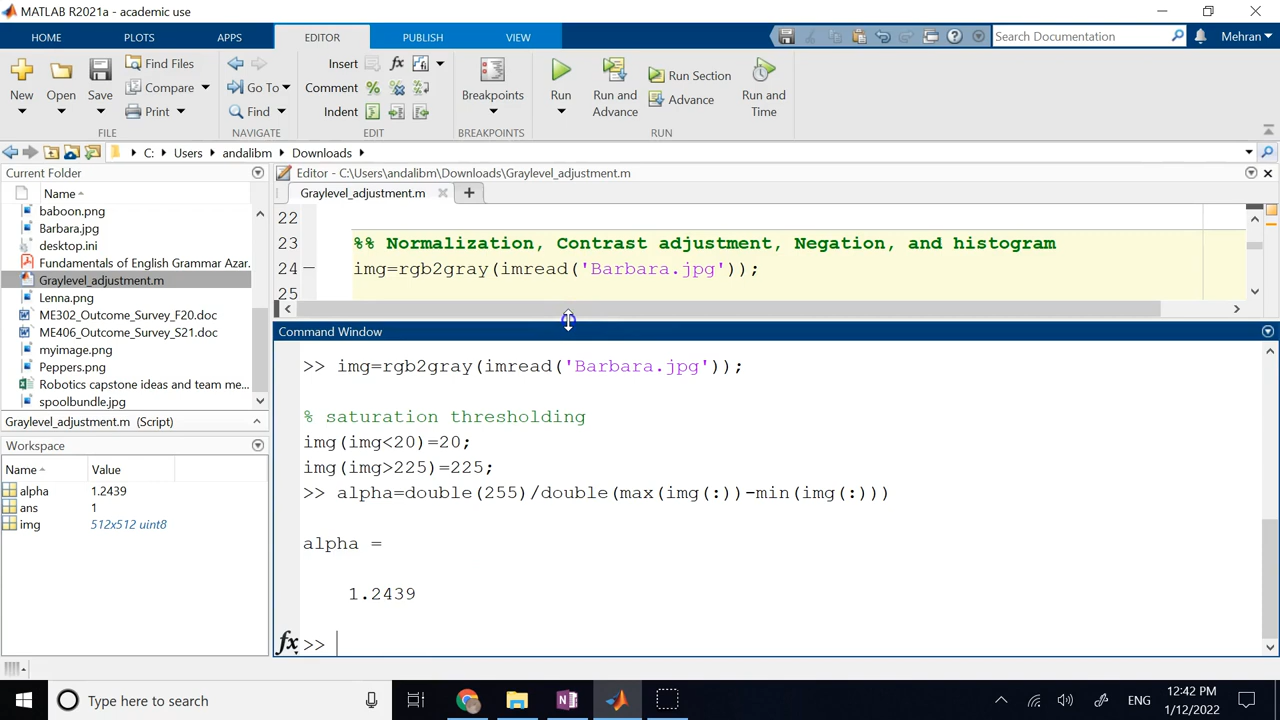 MATLAB R2021a - academic use
HOME PLOTS APPS EDITOR PUBLISH VIEW Search Documentation Mehran
New Open Save Find Files Compare Print
FILE
Go To Find
NAVIGATE
Insert fx
Comment %
Indent
EDIT
Breakpoints
BREAKPOINTS
Run Run and Advance Run Section Advance Run and Time
RUN
C: Users andalibm Downloads
Current Folder
Name
baboon.png
Barbara.jpg
desktop.ini
Fundamentals of English Grammar Azar.
Graylevel_adjustment.m
Lenna.png
ME302_Outcome_Survey_F20.doc
ME406_Outcome_Survey_S21.doc
myimage.png
Peppers.png
Robotics capstone ideas and team me...
spoolbundle.jpg
Graylevel_adjustment.m (Script)
Workspace
Name Value
alpha 1.2439
ans 1
img 512x512 uint8
Editor - C:\Users\andalibm\Downloads\Graylevel_adjustment.m
Graylevel_adjustment.m
22
23 %% Normalization, Contrast adjustment, Negation, and histogram
24 img=rgb2gray(imread('Barbara.jpg'));
25
Command Window
>> img=rgb2gray(imread('Barbara.jpg'));
% saturation thresholding
img(img<20)=20;
img(img>225)=225;
>> alpha=double(255)/double(max(img(:))-min(img(:)))
alpha =
1.2439
fx >>
Type here to search
ENG
12:42 PM
1/12/2022